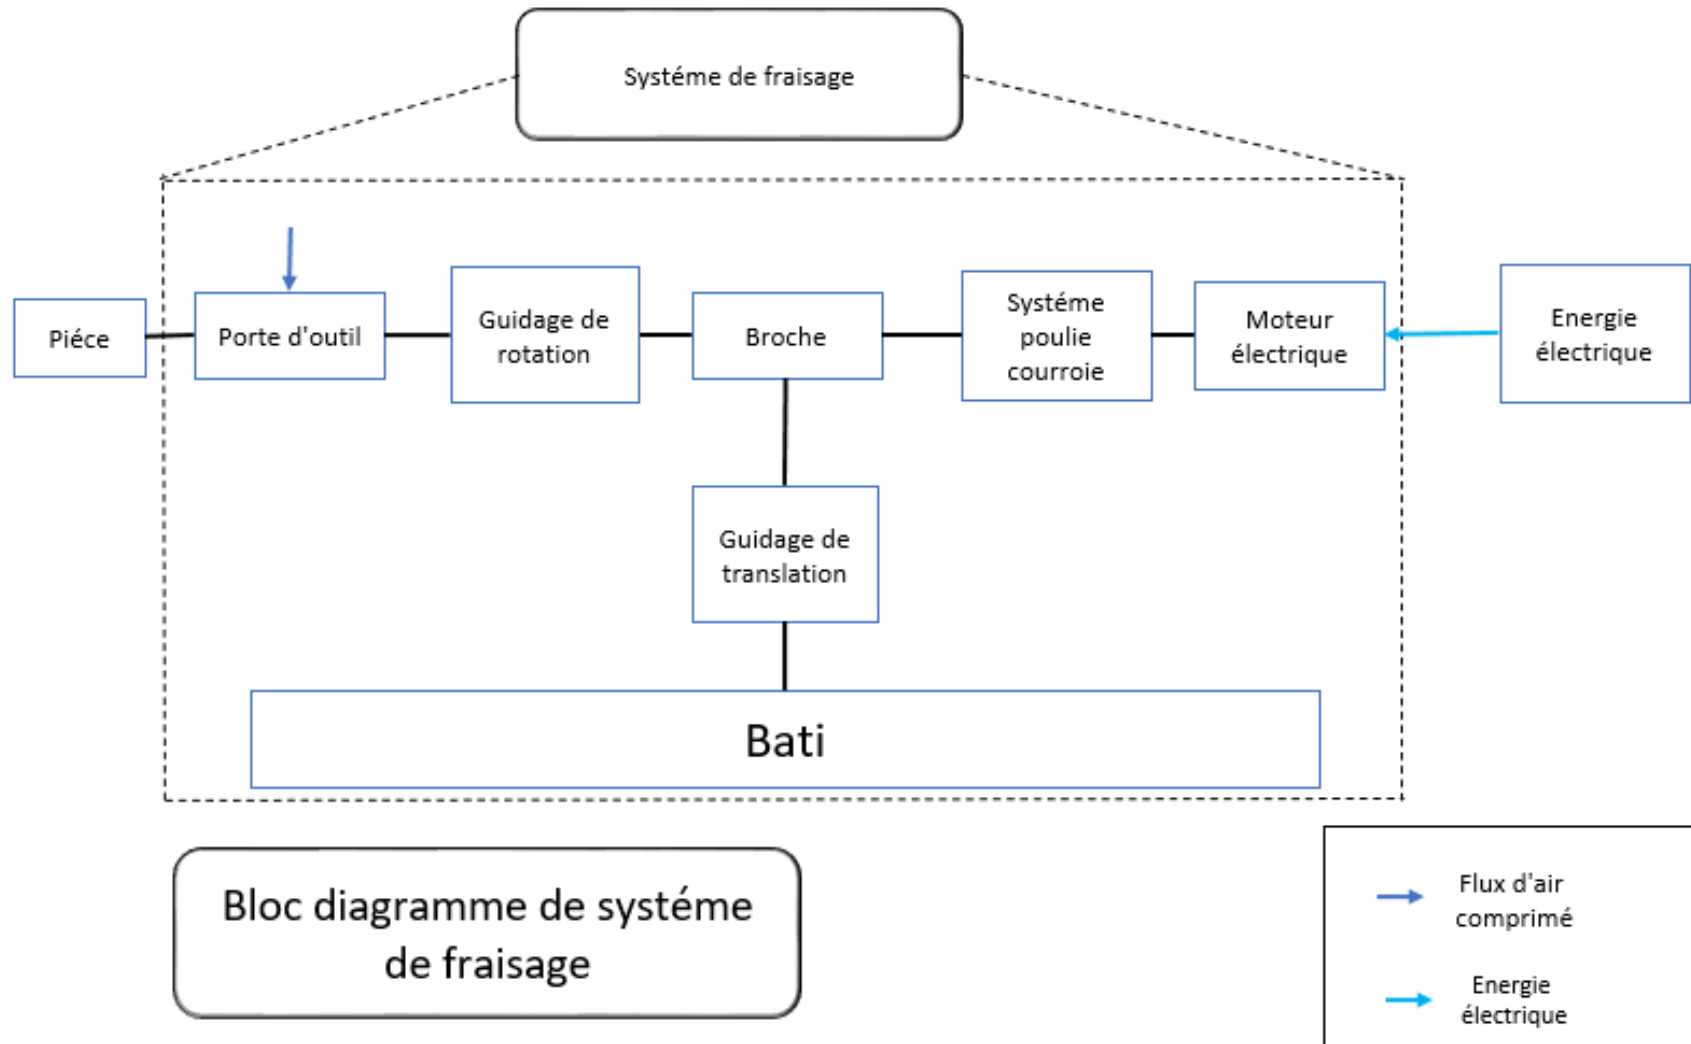 Systéme de fraisage
Piéce
Porte d'outil
Guidage de
rotation
Broche
Systéme
poulie
courroie
Moteur
électrique
Energie
électrique
Guidage de
translation
Bati
Bloc diagramme de systéme
de fraisage
Flux d'air
comprimé
Energie
électrique